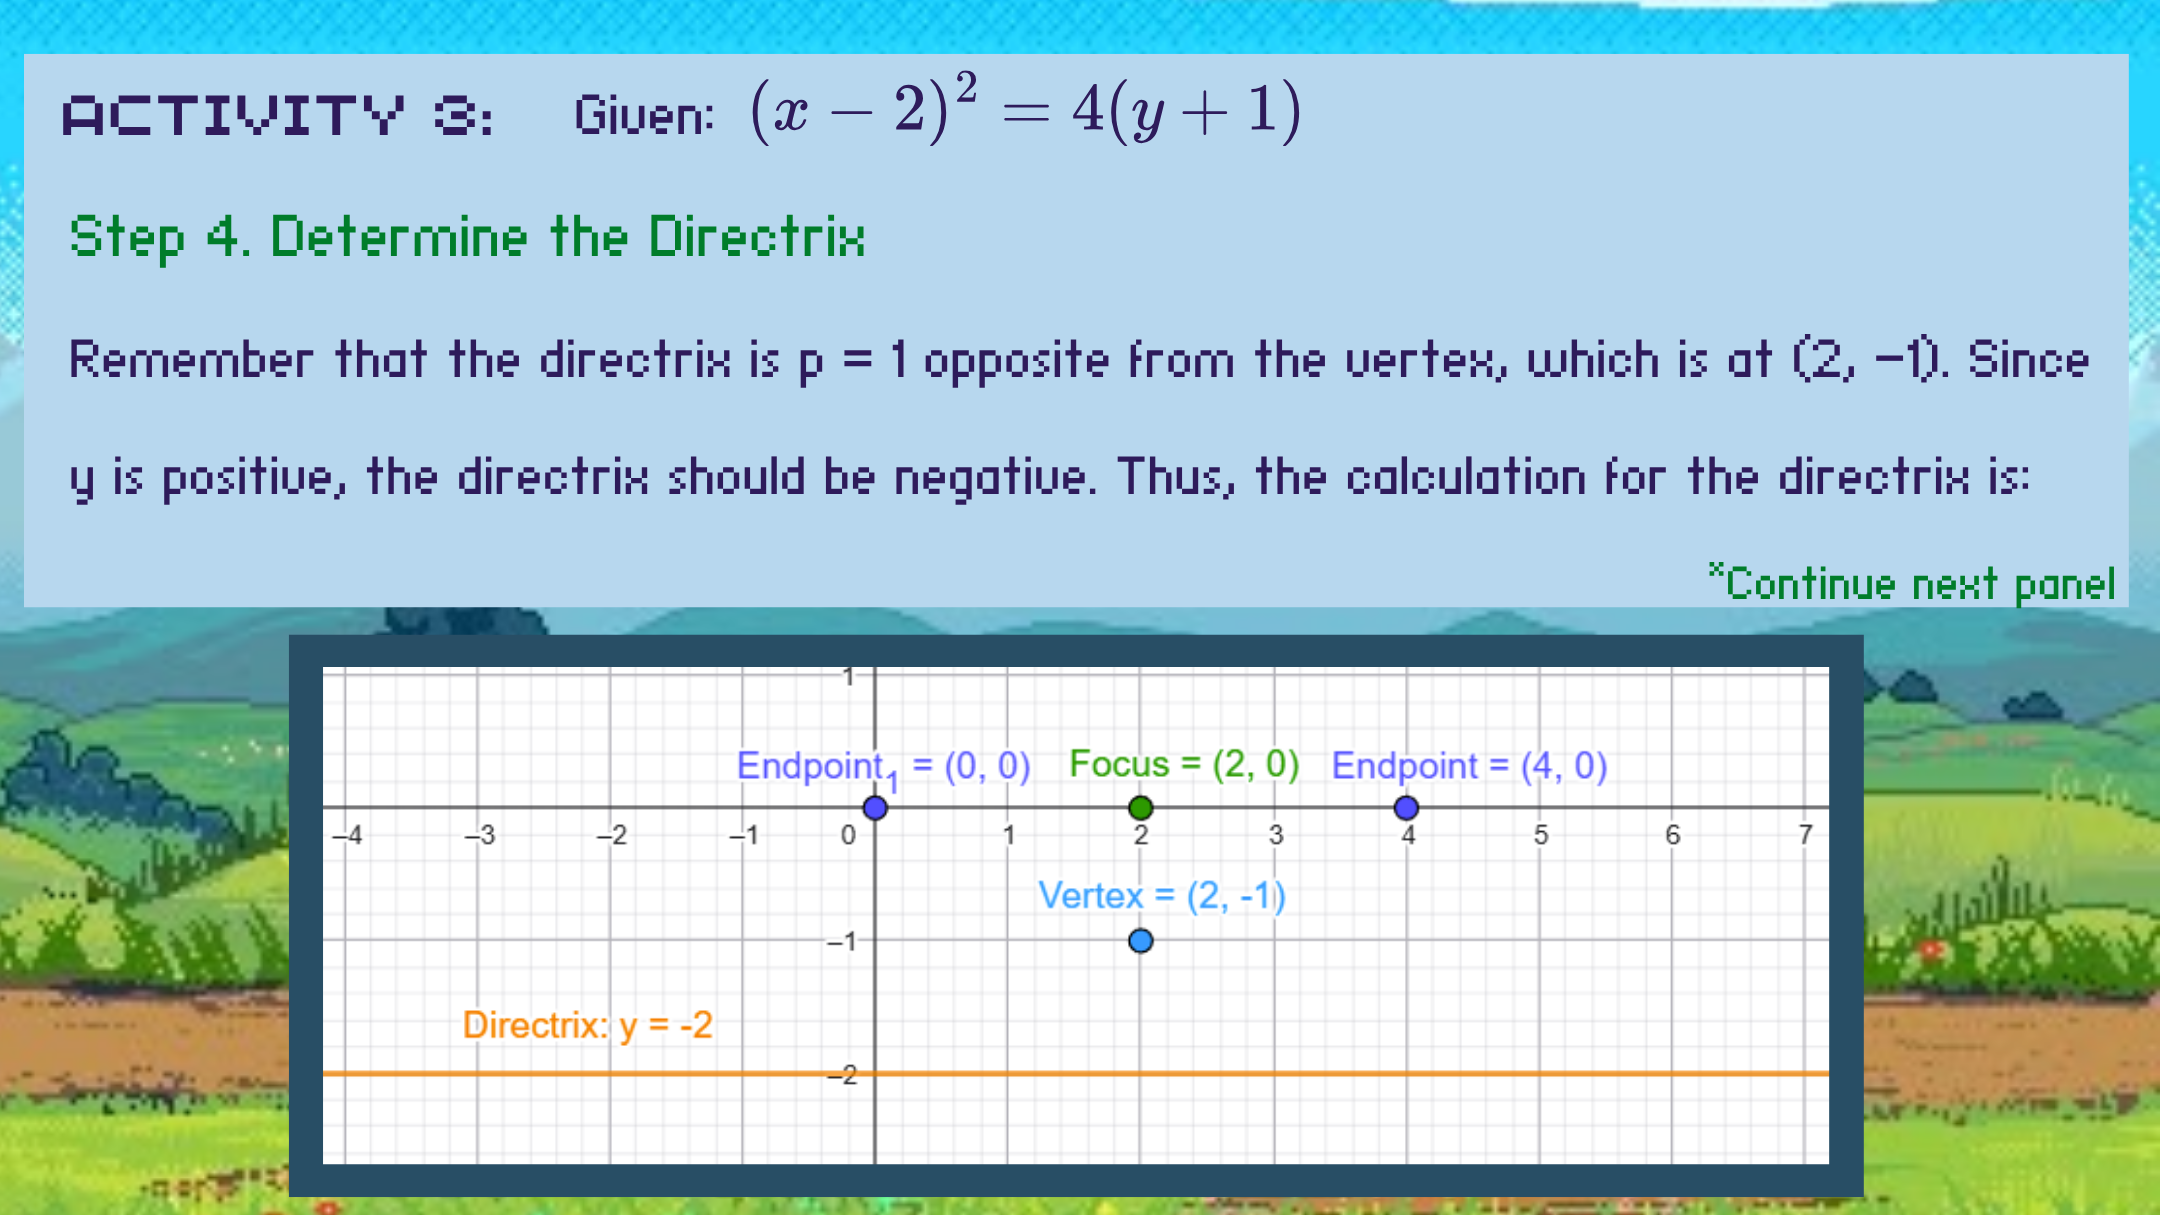 ACTIVITY 3: Given: (x − 2)² = 4(y + 1)
Step 4. Determine the Directrix
Remember that the directrix is p = 1 opposite from the vertex, which is at (2, −1). Since
y is positive, the directrix should be negative. Thus, the calculation for the directrix is:
*Continue next panel
1
Endpoint₁ = (0, 0) Focus = (2, 0) Endpoint = (4, 0)
–4 –3 –2 –1 0 1 2 3 4 5 6 7
Vertex = (2, -1)
–1
Directrix: y = -2
–2